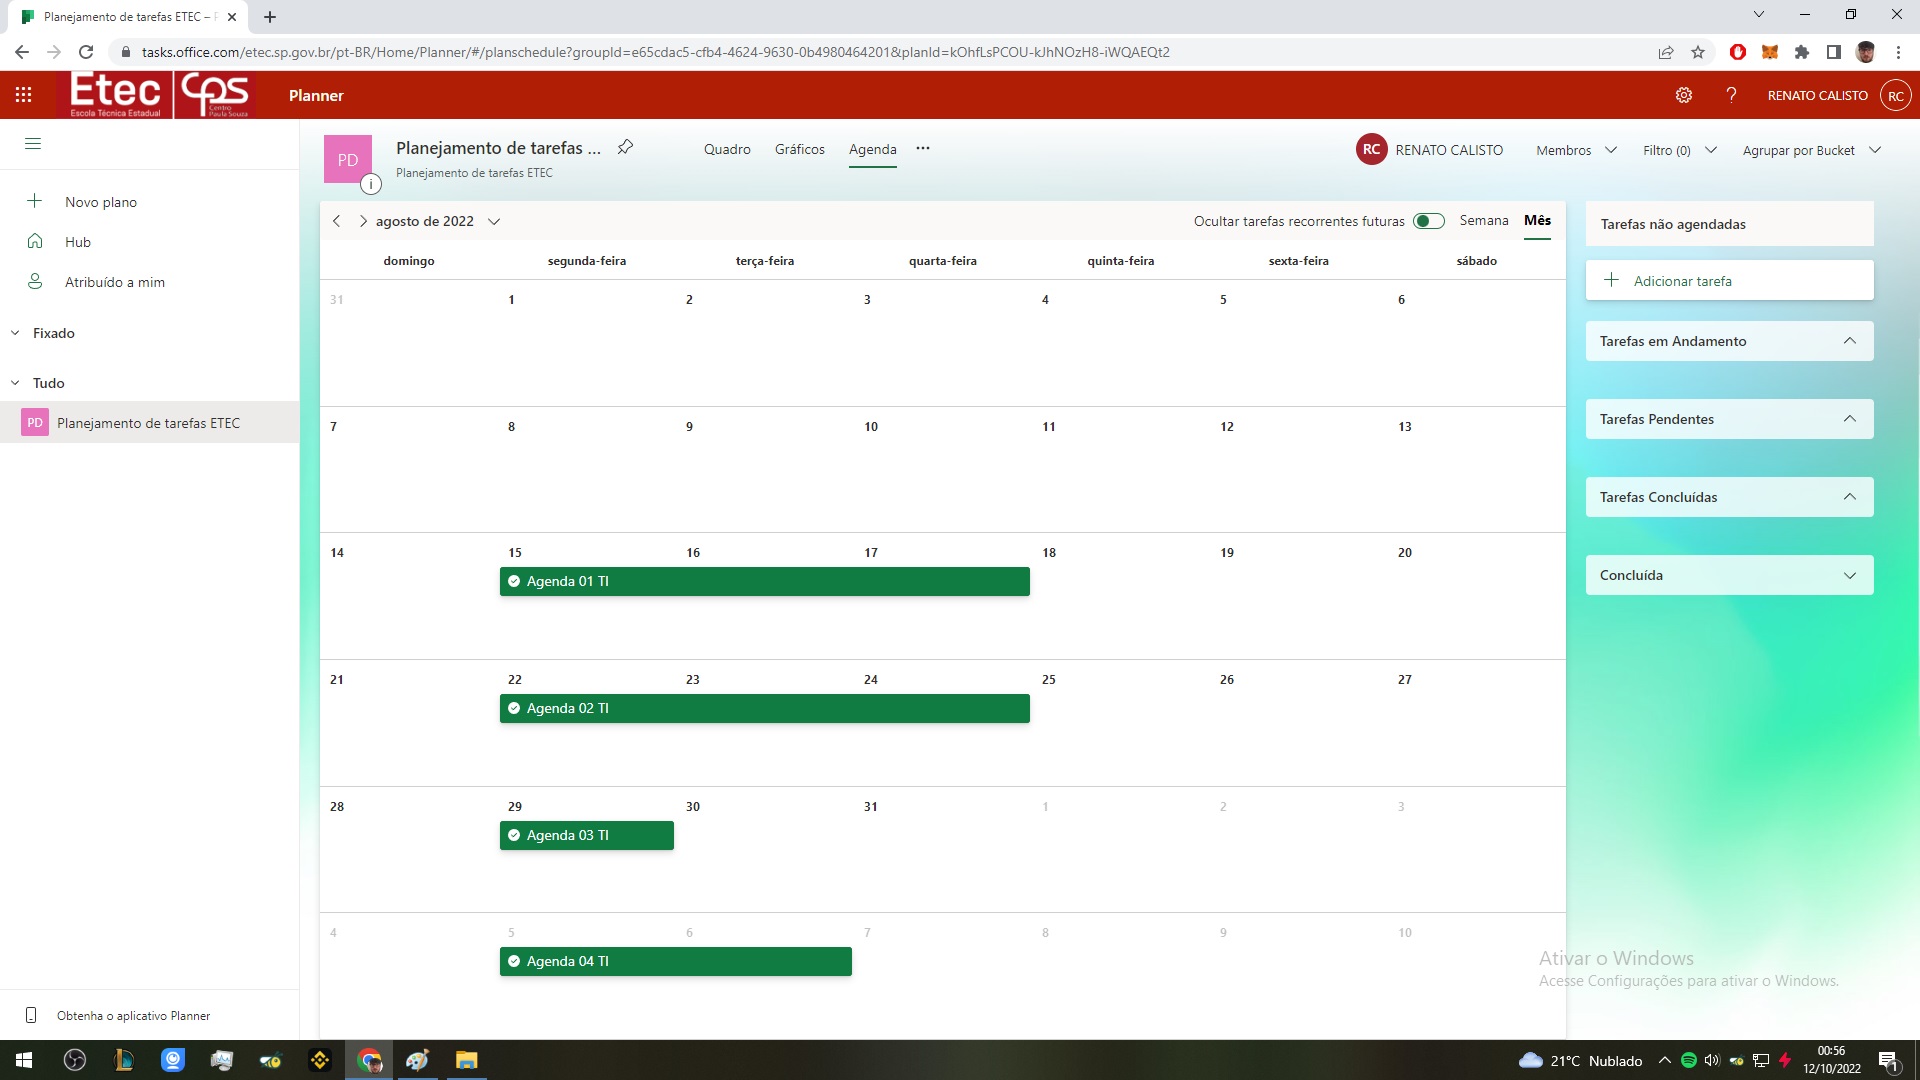 Planejamento de tarefas ETEC –
tasks.office.com/etec.sp.gov.br/pt-BR/Home/Planner/#/planschedule?groupId=e65cdac5-cfb4-4624-9630-0b4980464201&planId=kOhfLsPCOU-kJhNOzH8-iWQAEQt2
Etec
Escola Técnica Estadual
CPS
Centro
Paula Souza
Planner
?
RENATO CALISTO
RC
PD
Planejamento de tarefas ...
Planejamento de tarefas ETEC
Quadro
Gráficos
Agenda
...
RC
RENATO CALISTO
Membros
Filtro (0)
Agrupar por Bucket
Novo plano
Hub
Atribuído a mim
Fixado
Tudo
PD
Planejamento de tarefas ETEC
Obtenha o aplicativo Planner
agosto de 2022
Ocultar tarefas recorrentes futuras
Semana
Mês
domingo segunda-feira terça-feira quarta-feira quinta-feira sexta-feira sábado
31 1 2 3 4 5 6
7 8 9 10 11 12 13
14 15 16 17 18 19 20
Agenda 01 TI
21 22 23 24 25 26 27
Agenda 02 TI
28 29 30 31 1 2 3
Agenda 03 TI
4 5 6 7 8 9 10
Agenda 04 TI
Tarefas não agendadas
Adicionar tarefa
Tarefas em Andamento
Tarefas Pendentes
Tarefas Concluídas
Concluída
Ativar o Windows
Acesse Configurações para ativar o Windows.
21°C Nublado
00:56
12/10/2022
1